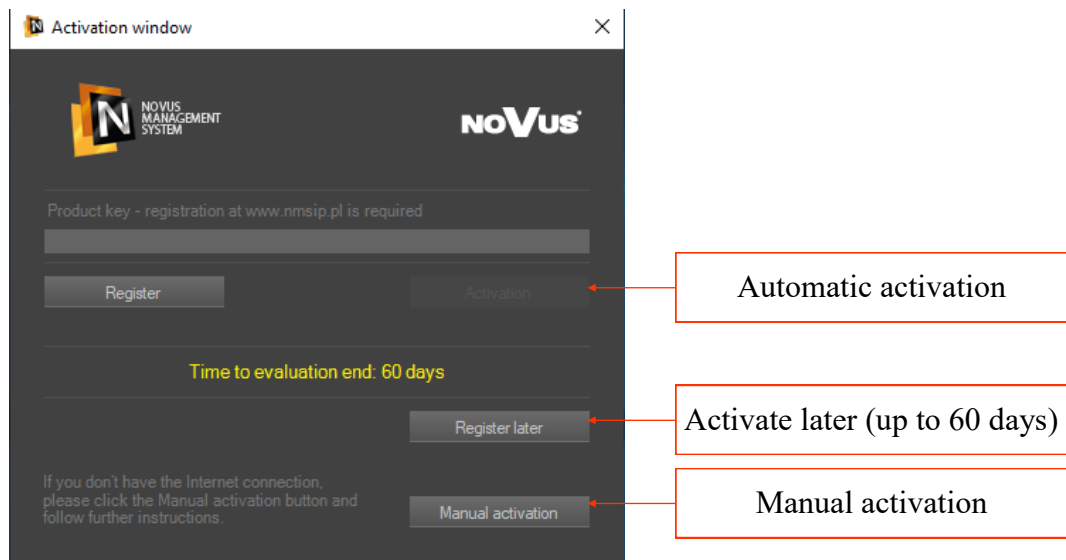 Activation window
NOVUS
MANAGEMENT
SYSTEM
NOVUS
Product key - registration at www.nmsip.pl is required
Register
Activation
Automatic activation
Time to evaluation end: 60 days
Register later
Activate later (up to 60 days)
If you don't have the Internet connection,
please click the Manual activation button and
follow further instructions.
Manual activation
Manual activation